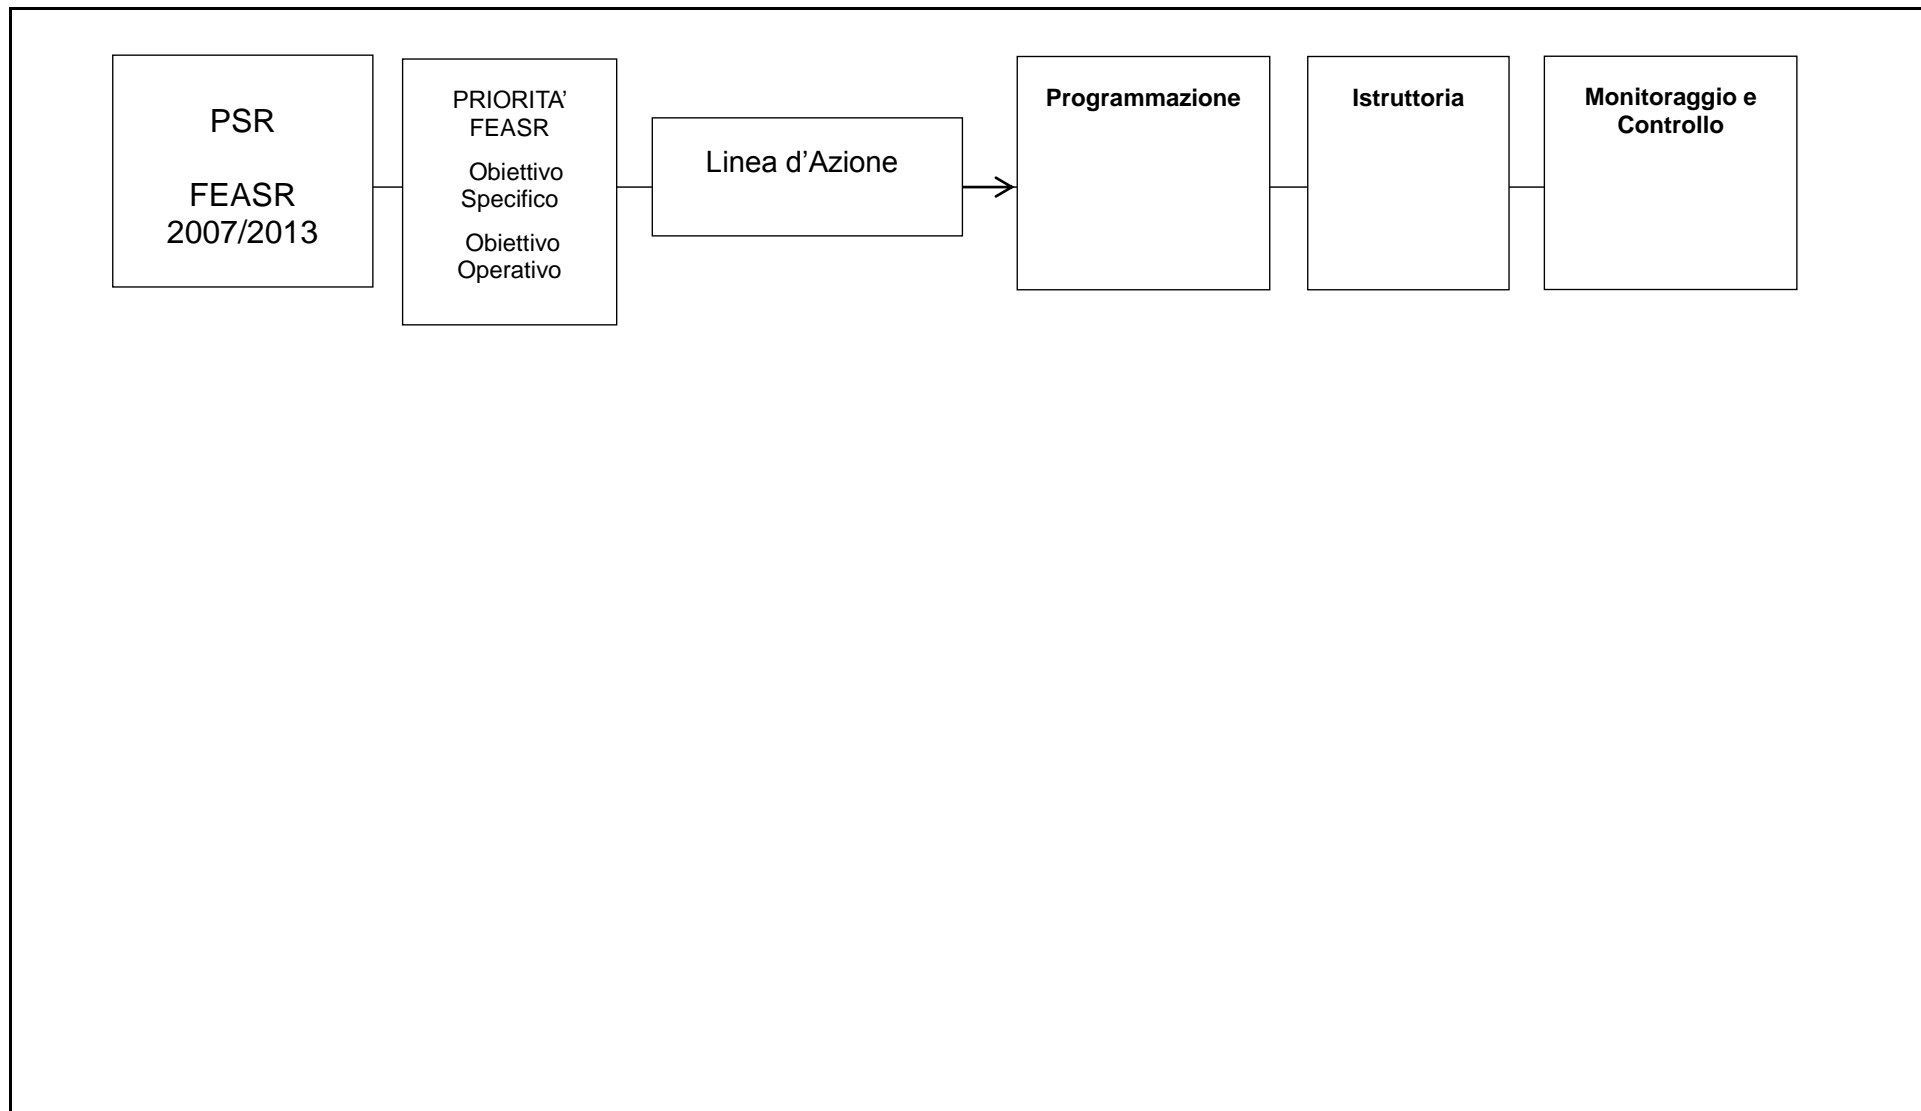 PSR
FEASR
2007/2013
PRIORITA’
FEASR
Obiettivo
Specifico
Obiettivo
Operativo
Linea d’Azione
Programmazione
Istruttoria
Monitoraggio e
Controllo